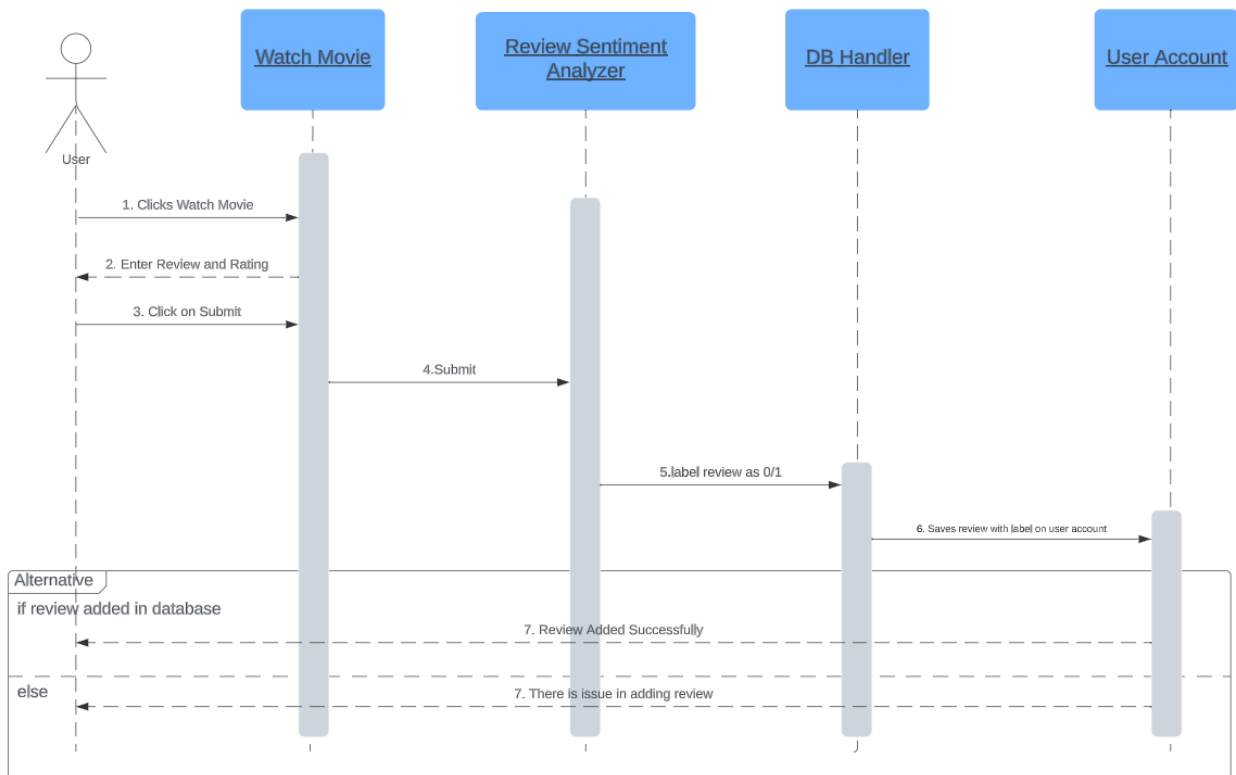 Watch Movie
Review Sentiment
Analyzer
DB Handler
User Account
User
1. Clicks Watch Movie
2. Enter Review and Rating
3. Click on Submit
4.Submit
5.label review as 0/1
6. Saves review with label on user account
Alternative
if review added in database
7. Review Added Successfully
else
7. There is issue in adding review